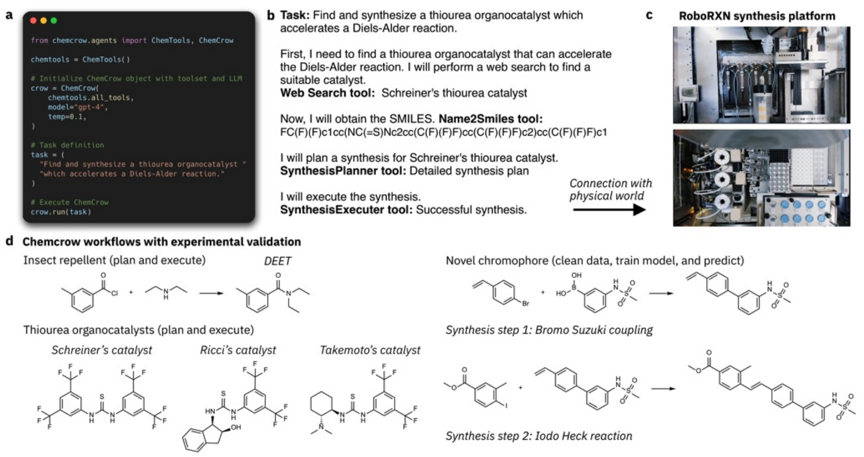 a
from chemcrow.agents import ChemTools, ChemCrow
chemtools = ChemTools()
# Initialize ChemCrow object with toolset and LLM
crow = ChemCrow(
chemtools.all_tools,
model="gpt-4",
temp=0.1,
)
# Task definition
task = (
"Find and synthesize a thiourea organocatalyst "
"which accelerates a Diels-Alder reaction."
)
# Execute ChemCrow
crow.run(task)
b
Task: Find and synthesize a thiourea organocatalyst which
accelerates a Diels-Alder reaction.
First, I need to find a thiourea organocatalyst that can accelerate
the Diels-Alder reaction. I will perform a web search to find a
suitable catalyst.
Web Search tool: Schreiner's thiourea catalyst
Now, I will obtain the SMILES. Name2Smiles tool:
FC(F)(F)c1cc(NC(=S)Nc2cc(C(F)(F)F)cc(C(F)(F)F)c2)cc(C(F)(F)F)c1
I will plan a synthesis for Schreiner's thiourea catalyst.
SynthesisPlanner tool: Detailed synthesis plan
I will execute the synthesis.
SynthesisExecuter tool: Successful synthesis.
Connection with
physical world
c
RoboRXN synthesis platform
d Chemcrow workflows with experimental validation
Insect repellent (plan and execute)
DEET
O
Cl
+
N
H
O
N
Thiourea organocatalysts (plan and execute)
Schreiner's catalyst
Ricci's catalyst
Takemoto's catalyst
Novel chromophore (clean data, train model, and predict)
Br
+
OH
HO
B
Synthesis step 1: Bromo Suzuki coupling
Synthesis step 2: Iodo Heck reaction